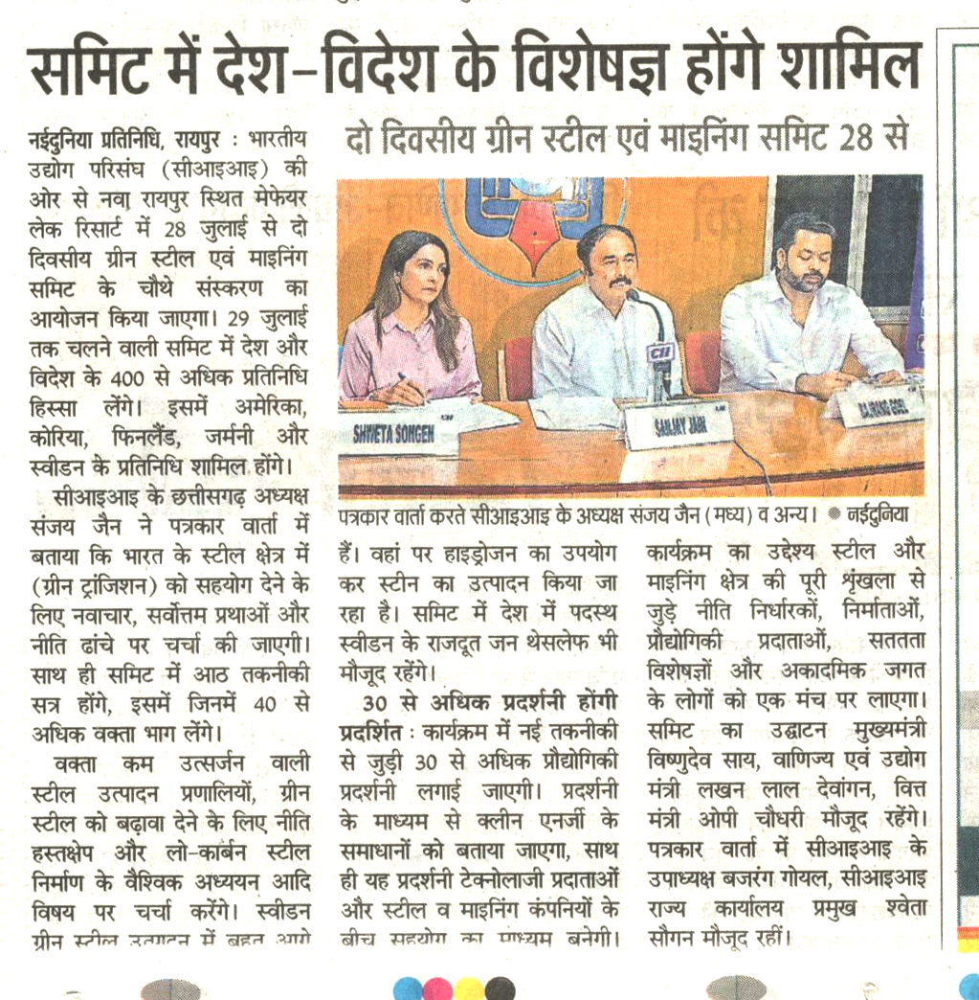 समिट में देश-विदेश के विशेषज्ञ होंगे शामिल
दो दिवसीय ग्रीन स्टील एवं माइनिंग समिट 28 से
नईदुनिया प्रतिनिधि, रायपुर : भारतीय
उद्योग परिसंघ (सीआइआइ) की
ओर से नवा रायपुर स्थित मेफेयर
लेक रिसार्ट में 28 जुलाई से दो
दिवसीय ग्रीन स्टील एवं माइनिंग
समिट के चौथे संस्करण का
आयोजन किया जाएगा। 29 जुलाई
तक चलने वाली समिट में देश और
विदेश के 400 से अधिक प्रतिनिधि
हिस्सा लेंगे। इसमें अमेरिका,
कोरिया, फिनलैंड, जर्मनी और
स्वीडन के प्रतिनिधि शामिल होंगे।
सीआइआइ के छत्तीसगढ़ अध्यक्ष
संजय जैन ने पत्रकार वार्ता में
बताया कि भारत के स्टील क्षेत्र में
(ग्रीन ट्रांजिशन) को सहयोग देने के
लिए नवाचार, सर्वोत्तम प्रथाओं और
नीति ढांचे पर चर्चा की जाएगी।
साथ ही समिट में आठ तकनीकी
सत्र होंगे, इसमें जिनमें 40 से
अधिक वक्ता भाग लेंगे।
वक्ता कम उत्सर्जन वाली
स्टील उत्पादन प्रणालियों, ग्रीन
स्टील को बढ़ावा देने के लिए नीति
हस्तक्षेप और लो-कार्बन स्टील
निर्माण के वैश्विक अध्ययन आदि
विषय पर चर्चा करेंगे। स्वीडन
ग्रीन स्टील उत्पादन में बहुत आगे
CII
SHWETA SONGEN
SANJAY JAIN
पत्रकार वार्ता करते सीआइआइ के अध्यक्ष संजय जैन (मध्य) व अन्य। ● नईदुनिया
हैं। वहां पर हाइड्रोजन का उपयोग
कर स्टीन का उत्पादन किया जा
रहा है। समिट में देश में पदस्थ
स्वीडन के राजदूत जन थेसलेफ भी
मौजूद रहेंगे।
30 से अधिक प्रदर्शनी होंगी
प्रदर्शित : कार्यक्रम में नई तकनीकी
से जुड़ी 30 से अधिक प्रौद्योगिकी
प्रदर्शनी लगाई जाएगी। प्रदर्शनी
के माध्यम से क्लीन एनर्जी के
समाधानों को बताया जाएगा, साथ
ही यह प्रदर्शनी टेक्नोलाजी प्रदाताओं
और स्टील व माइनिंग कंपनियों के
बीच सहयोग का माध्यम बनेगी।
कार्यक्रम का उद्देश्य स्टील और
माइनिंग क्षेत्र की पूरी श्रृंखला से
जुड़े नीति निर्धारकों, निर्माताओं,
प्रौद्योगिकी प्रदाताओं, सततता
विशेषज्ञों और अकादमिक जगत
के लोगों को एक मंच पर लाएगा।
समिट का उद्घाटन मुख्यमंत्री
विष्णुदेव साय, वाणिज्य एवं उद्योग
मंत्री लखन लाल देवांगन, वित्त
मंत्री ओपी चौधरी मौजूद रहेंगे।
पत्रकार वार्ता में सीआइआइ के
उपाध्यक्ष बजरंग गोयल, सीआइआइ
राज्य कार्यालय प्रमुख श्वेता
सौगन मौजूद रहीं।